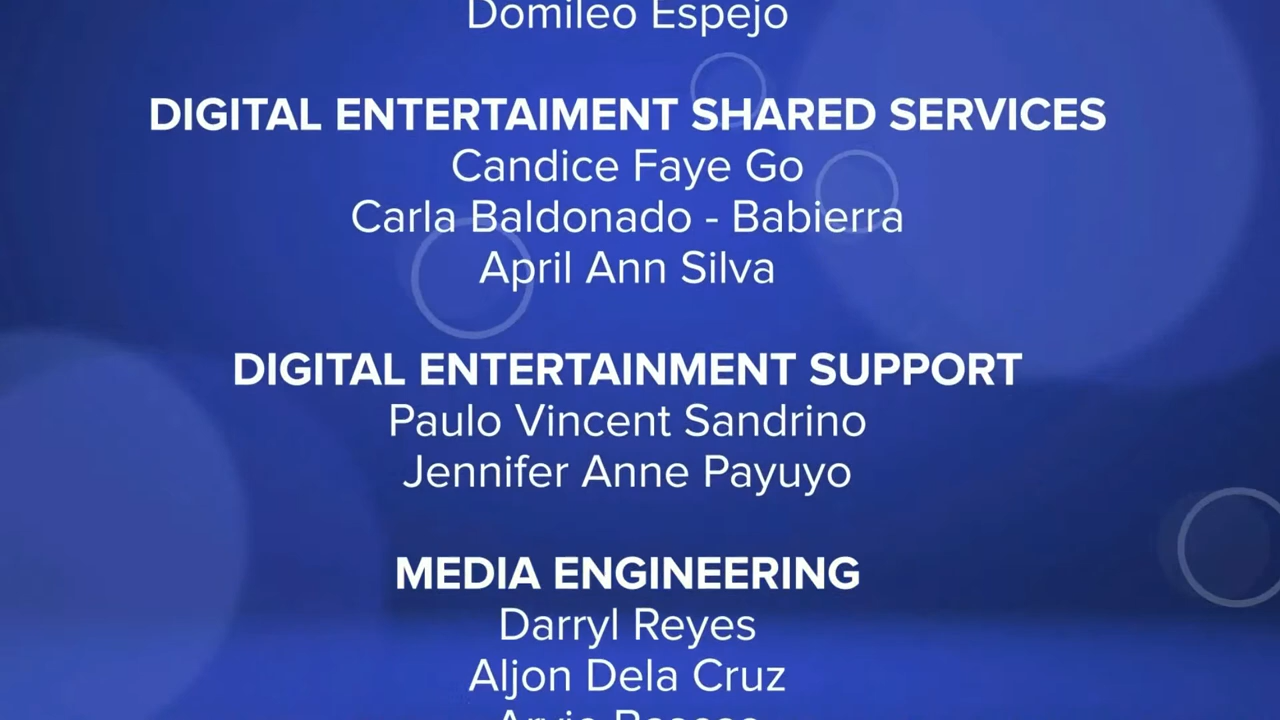 Domileo Espejo
DIGITAL ENTERTAIMENT SHARED SERVICES
Candice Faye Go
Carla Baldonado - Babierra
April Ann Silva
DIGITAL ENTERTAINMENT SUPPORT
Paulo Vincent Sandrino
Jennifer Anne Payuyo
MEDIA ENGINEERING
Darryl Reyes
Aljon Dela Cruz